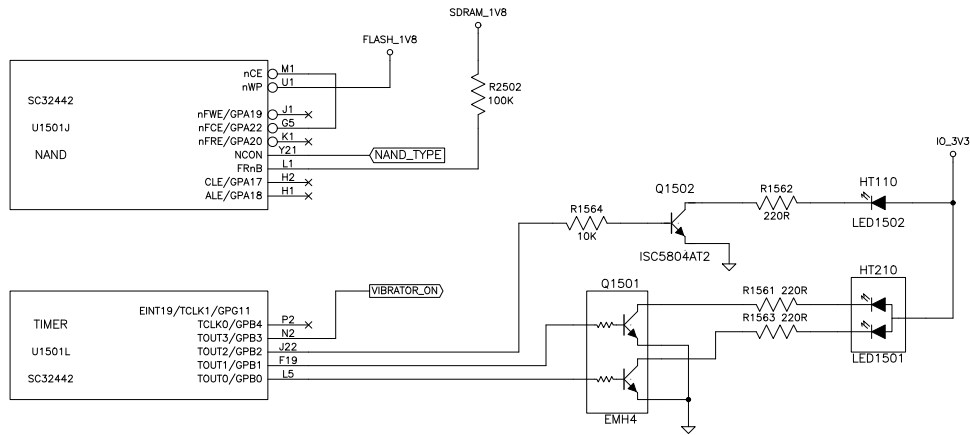 SDRAM_1V8
FLASH_1V8
nCE M1
nWP U1
SC32442
R2502
100K
nFWE/GPA19 J1
U1501J
nFCE/GPA22 G5
nFRE/GPA20 K1
NAND
NCON Y21
NAND_TYPE
FRnB L1
CLE/GPA17 H2
ALE/GPA18 H1
IO_3V3
Q1502
R1562
220R
HT110
LED1502
R1564
10K
ISC5804AT2
HT210
VIBRATOR_ON
Q1501
R1561 220R
R1563 220R
LED1501
EINT19/TCLK1/GPG11
TIMER
TCLK0/GPB4 P2
TOUT3/GPB3 N2
U1501L
TOUT2/GPB2 J22
TOUT1/GPB1 F19
SC32442
TOUT0/GPB0 L5
EMH4